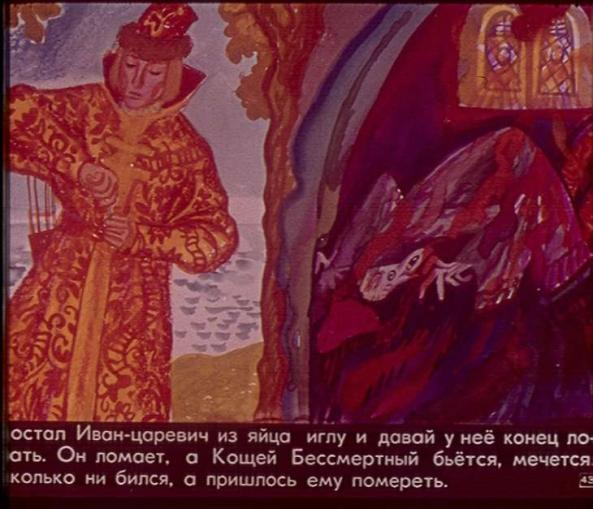 остал Иван-царевич из яйца иглу и давай у неё конец ло-
ать. Он ломает, а Кощей Бессмертный бьётся, мечется.
колько ни бился, а пришлось ему помереть.
43